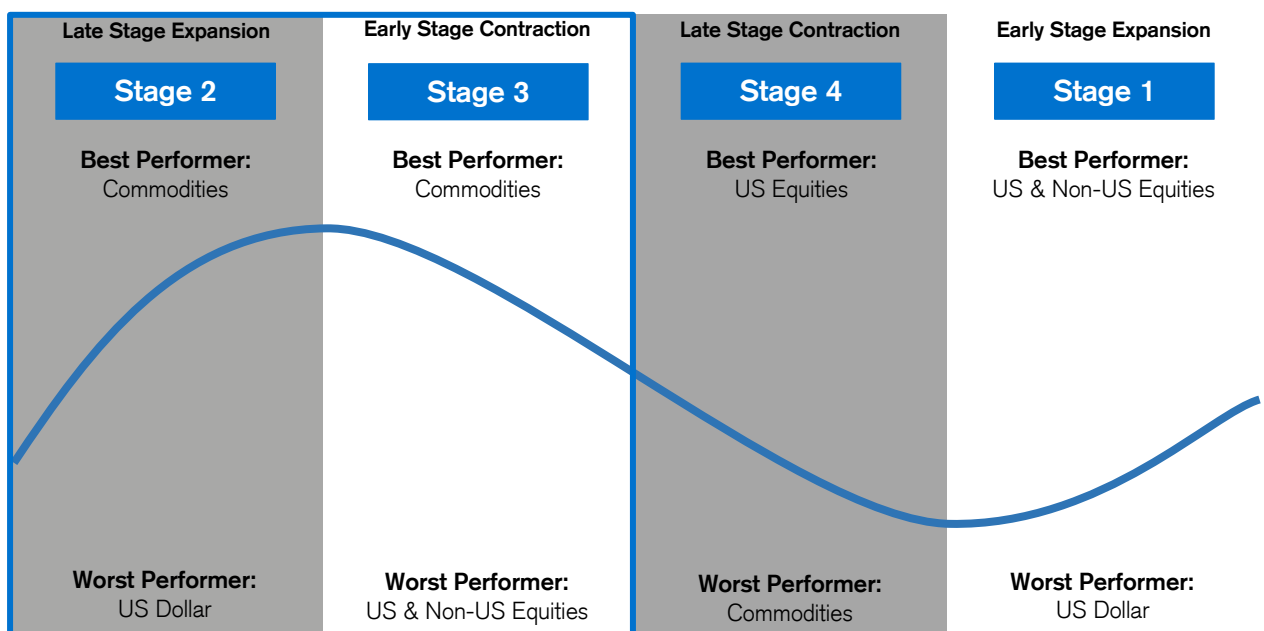 Late Stage Expansion
Stage 2
Best Performer:
Commodities
Worst Performer:
US Dollar
Early Stage Contraction
Stage 3
Best Performer:
Commodities
Worst Performer:
US & Non-US Equities
Late Stage Contraction
Stage 4
Best Performer:
US Equities
Worst Performer:
Commodities
Early Stage Expansion
Stage 1
Best Performer:
US & Non-US Equities
Worst Performer:
US Dollar